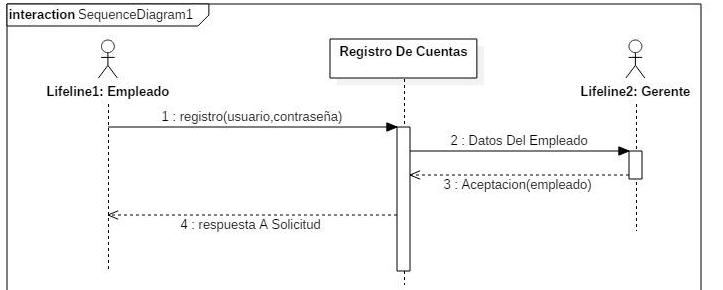 interaction SequenceDiagram1
Registro De Cuentas
Lifeline1: Empleado
Lifeline2: Gerente
1 : registro(usuario,contraseña)
2 : Datos Del Empleado
3 : Aceptacion(empleado)
4 : respuesta A Solicitud